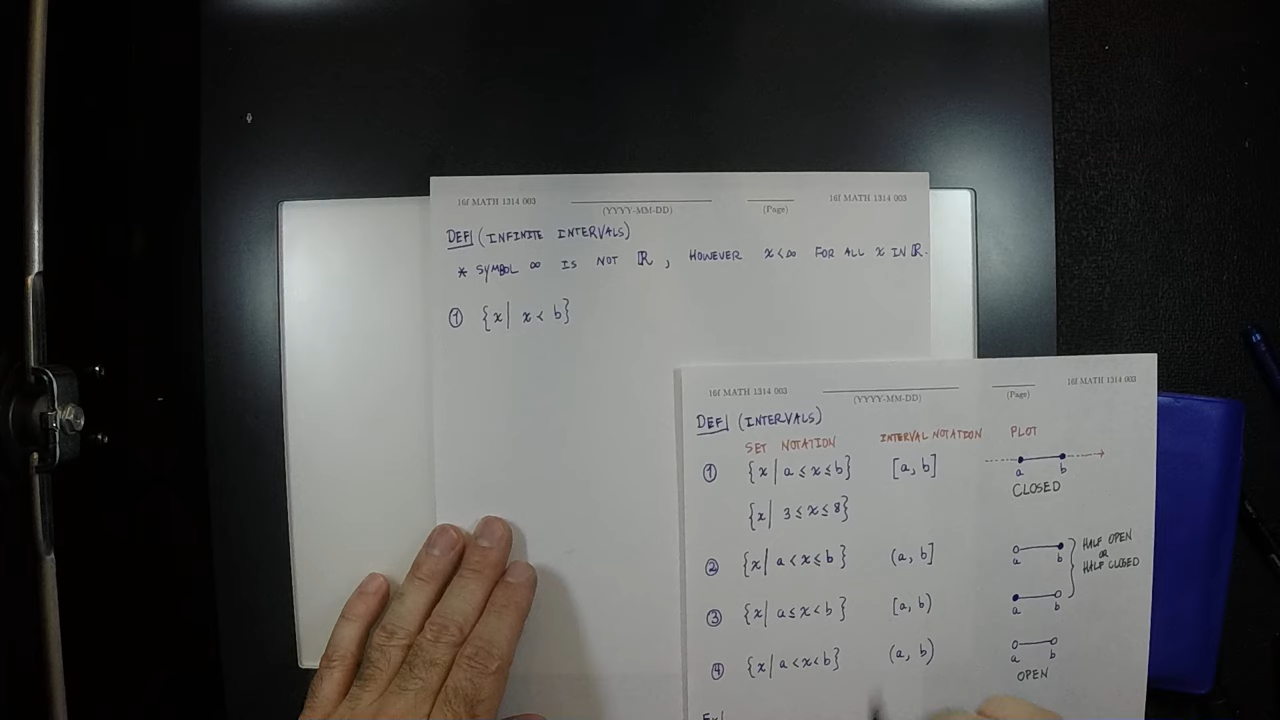 16f MATH 1314 003 (YYYY-MM-DD) (Page) 16f MATH 1314 003
DEF (INFINITE INTERVALS)
* SYMBOL ∞ IS NOT ℝ, HOWEVER x<∞ FOR ALL x IN ℝ.
① {x| x < b}
16f MATH 1314 003 (YYYY-MM-DD) (Page) 16f MATH 1314 003
DEF (INTERVALS)
SET NOTATION INTERVAL NOTATION PLOT
① {x | a ≤ x ≤ b} [a, b] a b
CLOSED
{x | 3 ≤ x ≤ 8}
② {x | a < x ≤ b} (a, b] a b HALF OPEN
OR
HALF CLOSED
③ {x | a ≤ x < b} [a, b) a b
④ {x | a < x < b} (a, b) a b
OPEN